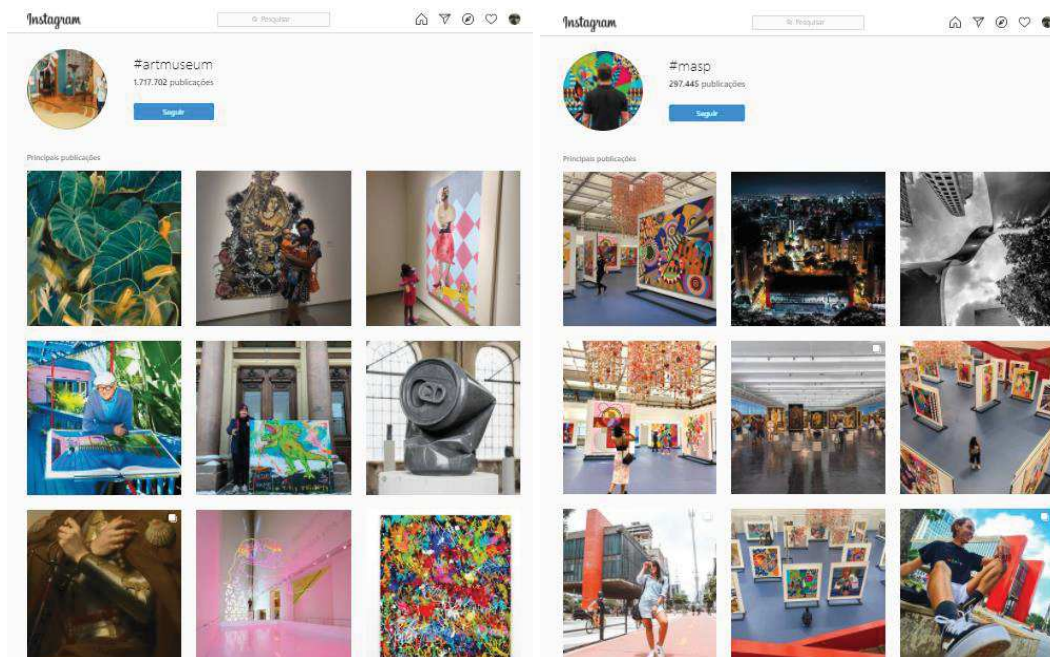 Instagram
Pesquisar
#artmuseum
1.717.702 publicações
Seguir
Principais publicações
Instagram
Pesquisar
#masp
297.445 publicações
Seguir
Principais publicações